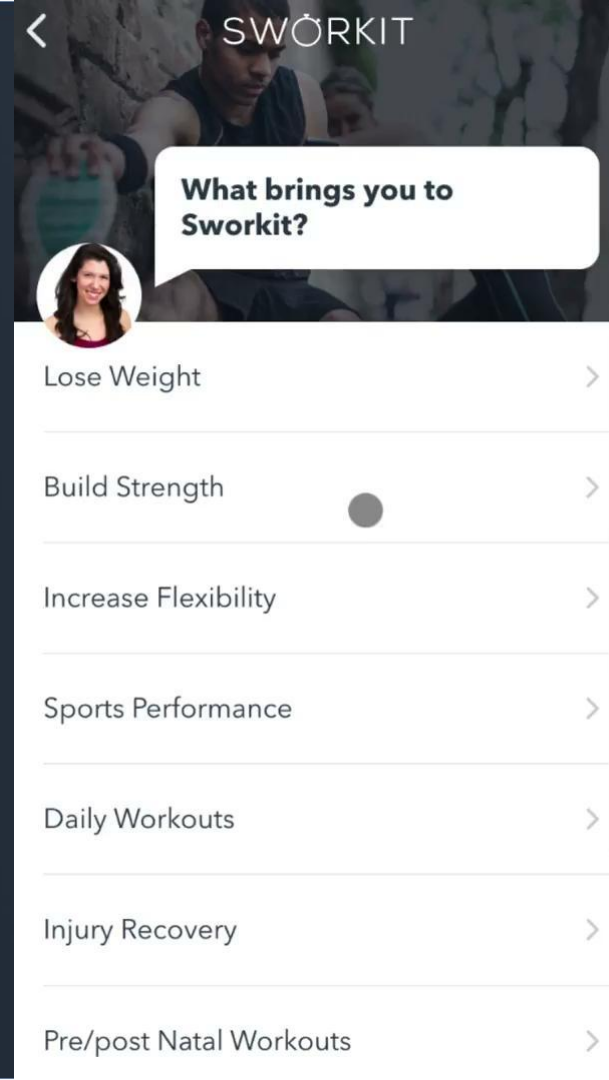 SWORKIT
What brings you to
Sworkit?
Lose Weight
Build Strength
Increase Flexibility
Sports Performance
Daily Workouts
Injury Recovery
Pre/post Natal Workouts